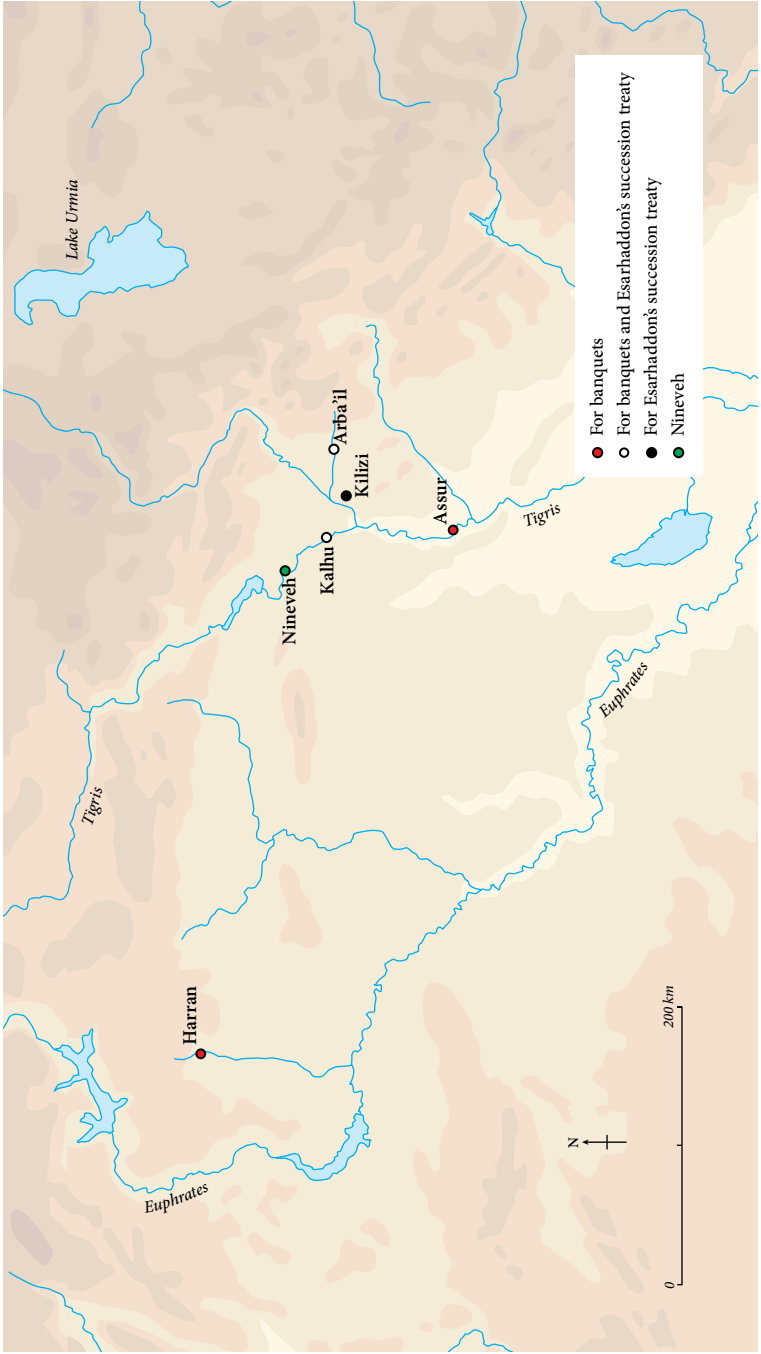 Lake Urmia
Tigris
Harran
Nineveh
Kalhu
Arba’il
Kilizi
Assur
Tigris
Euphrates
Euphrates
N
0
200 km
For banquets
For banquets and Esarhaddon’s succession treaty
For Esarhaddon’s succession treaty
Nineveh